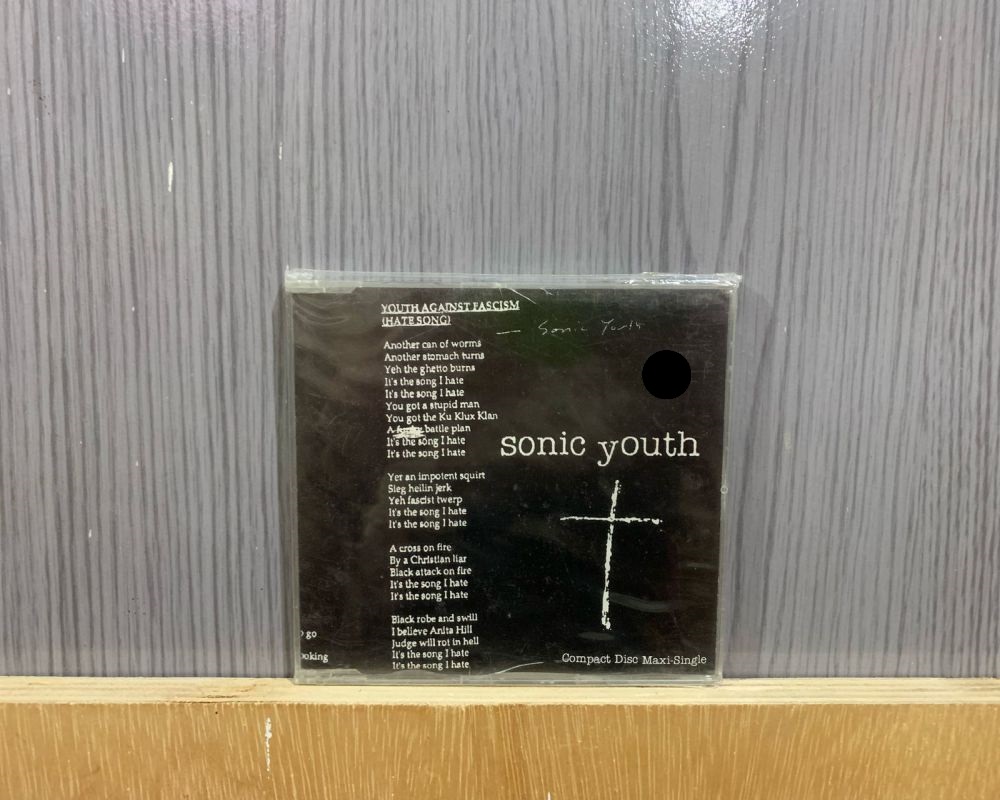 YOUTH AGAINST FASCISM
(HATE SONG)
— Sonic Youth
Another can of worms
Another stomach turns
Yeh the ghetto burns
It's the song I hate
It's the song I hate
You got a stupid man
You got the Ku Klux Klan
A battle plan
It's the song I hate
It's the song I hate
Yer an impotent squirt
Sieg heilin jerk
Yeh fascist twerp
It's the song I hate
It's the song I hate
A cross on fire
By a Christian liar
Black attack on fire
It's the song I hate
It's the song I hate
Black robe and swill
I believe Anita Hill
Judge will rot in hell
It's the song I hate
It's the song I hate
go
sonic youth
Compact Disc Maxi-Single